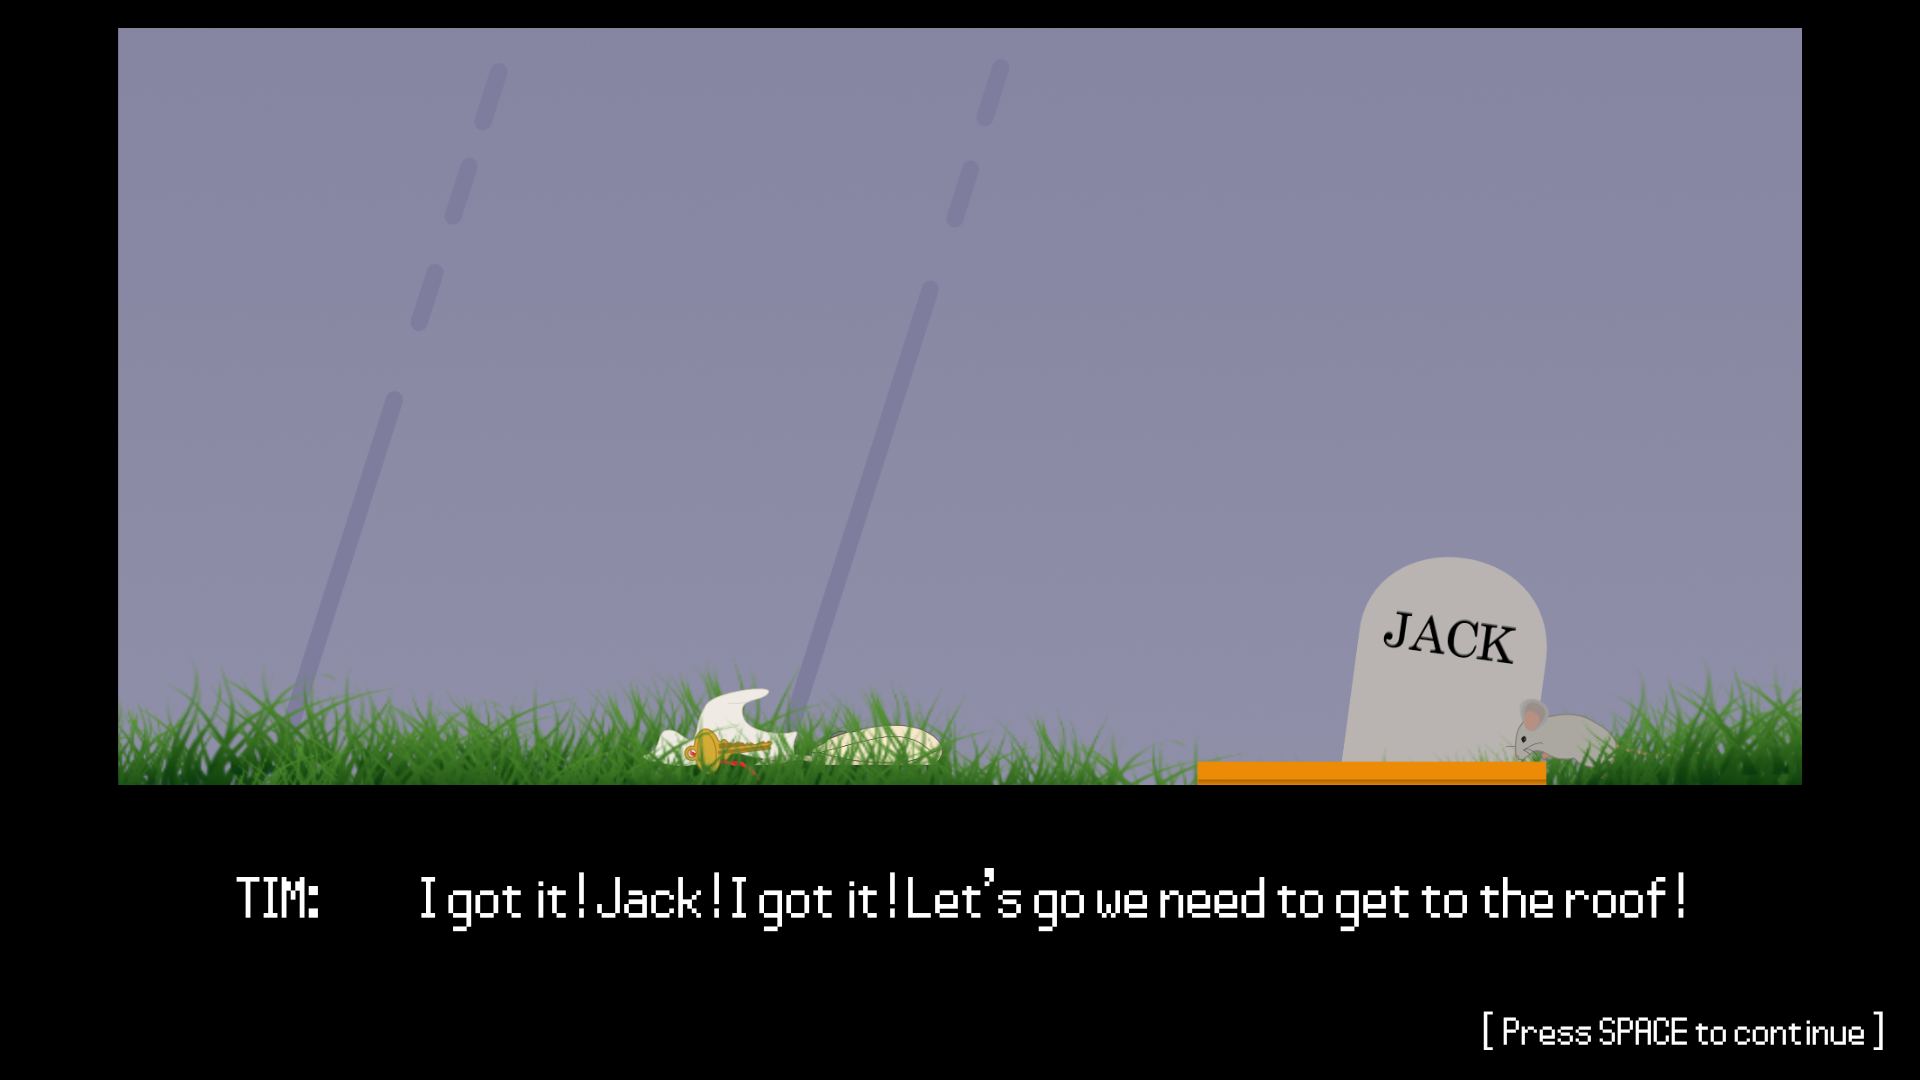 JACK
TIM: I got it! Jack! I got it! Let's go we need to get to the roof!
[Press SPACE to continue]